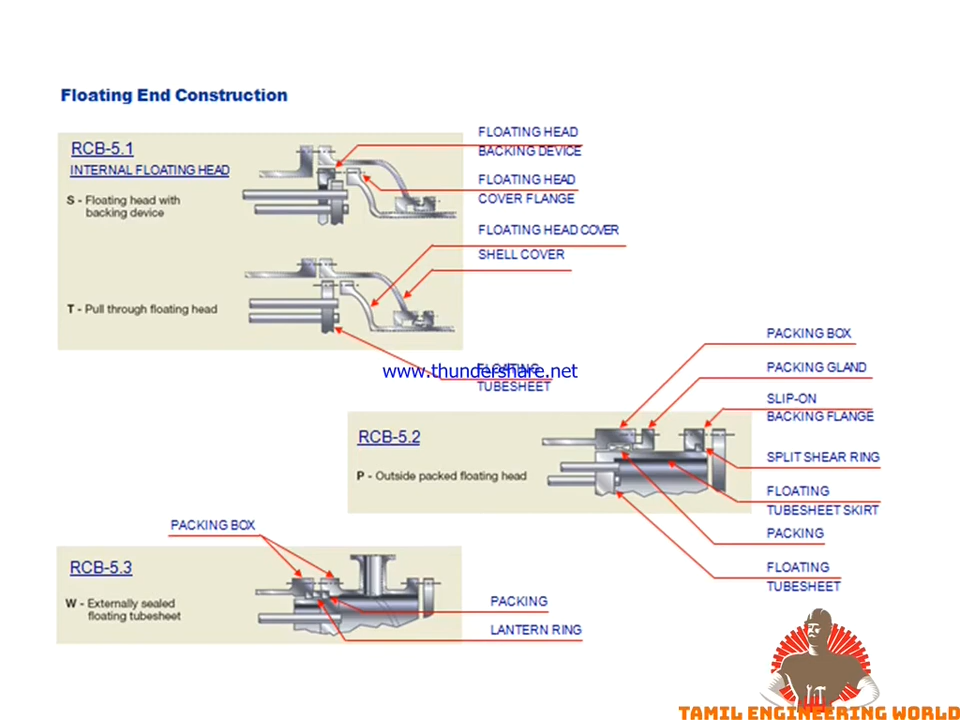 Floating End Construction
RCB-5.1
INTERNAL FLOATING HEAD
S - Floating head with
backing device
FLOATING HEAD
BACKING DEVICE
FLOATING HEAD
COVER FLANGE
FLOATING HEAD COVER
SHELL COVER
T - Pull through floating head
www.thundershare.net
FLOATING
TUBESHEET
RCB-5.2
P - Outside packed floating head
PACKING BOX
PACKING GLAND
SLIP-ON
BACKING FLANGE
SPLIT SHEAR RING
FLOATING
TUBESHEET SKIRT
PACKING
FLOATING
TUBESHEET
PACKING BOX
RCB-5.3
W - Externally sealed
floating tubesheet
PACKING
LANTERN RING
IT
TAMIL ENGINEERING WORLD